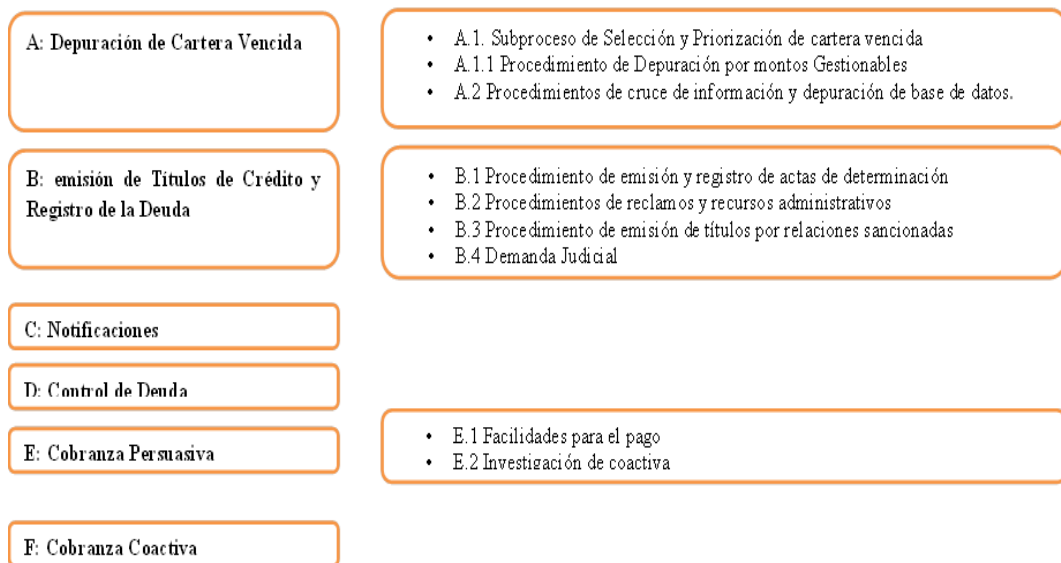 A: Depuración de Cartera Vencida
• A.1. Subproceso de Selección y Priorización de cartera vencida
• A.1.1 Procedimiento de Depuración por montos Gestionables
• A.2 Procedimientos de cruce de información y depuración de base de datos.
B: emisión de Títulos de Crédito y
Registro de la Deuda
• B.1 Procedimiento de emisión y registro de actas de determinación
• B.2 Procedimientos de reclamos y recursos administrativos
• B.3 Procedimiento de emisión de títulos por relaciones sancionadas
• B.4 Demanda Judicial
C: Notificaciones
D: Control de Deuda
E: Cobranza Persuasiva
• E.1 Facilidades para el pago
• E.2 Investigación de coactiva
F: Cobranza Coactiva